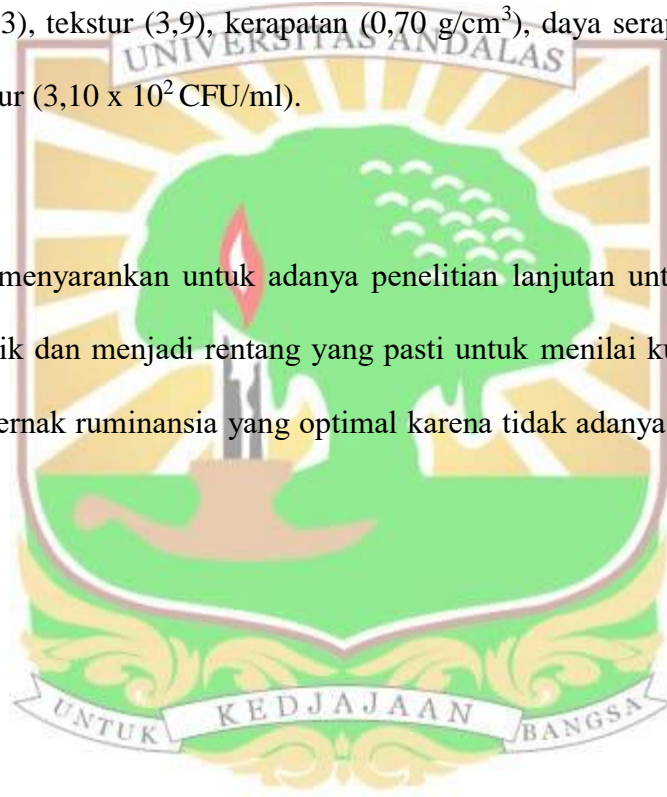 3), tekstur (3,9), kerapatan (0,70 g/cm³), daya serap
UNIVERSITAS ANDALAS
ur (3,10 x 10² CFU/ml).
menyarankan untuk adanya penelitian lanjutan unt
ik dan menjadi rentang yang pasti untuk menilai ku
ernak ruminansia yang optimal karena tidak adanya
UNTUK KEDJAJAAN BANGSA